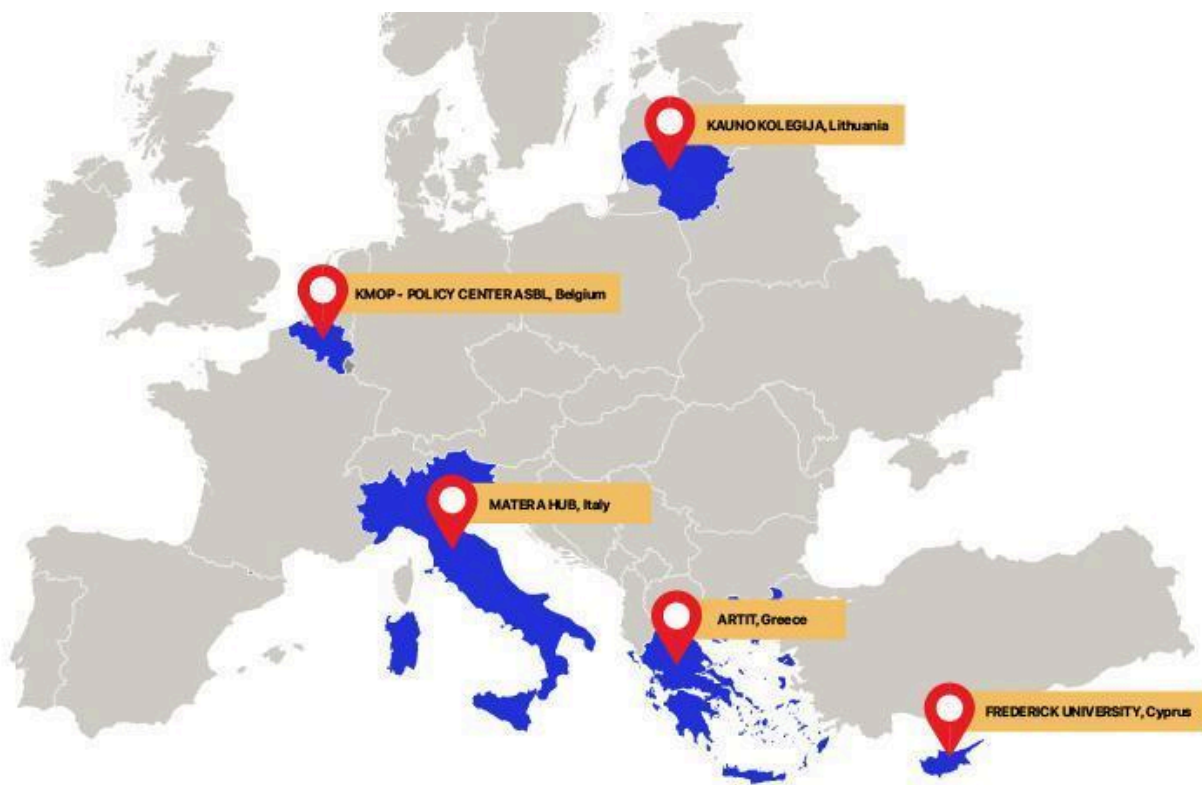 KAUNO KOLEGIJA, Lithuania
KMOP - POLICY CENTER ASBL, Belgium
MATERA HUB, Italy
ARTIT, Greece
FREDERICK UNIVERSITY, Cyprus